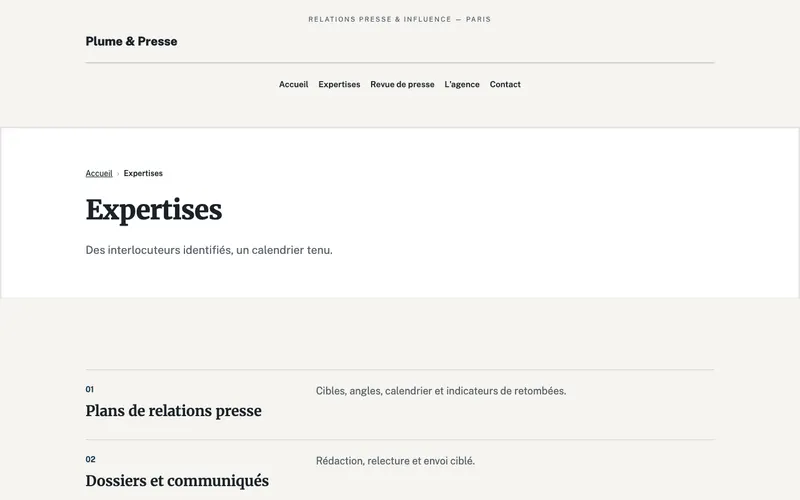 RELATIONS PRESSE & INFLUENCE — PARIS
Plume & Presse
Accueil Expertises Revue de presse L'agence Contact
Accueil › Expertises
Expertises
Des interlocuteurs identifiés, un calendrier tenu.
01
Cibles, angles, calendrier et indicateurs de retombées.
Plans de relations presse
02
Rédaction, relecture et envoi ciblé.
Dossiers et communiqués